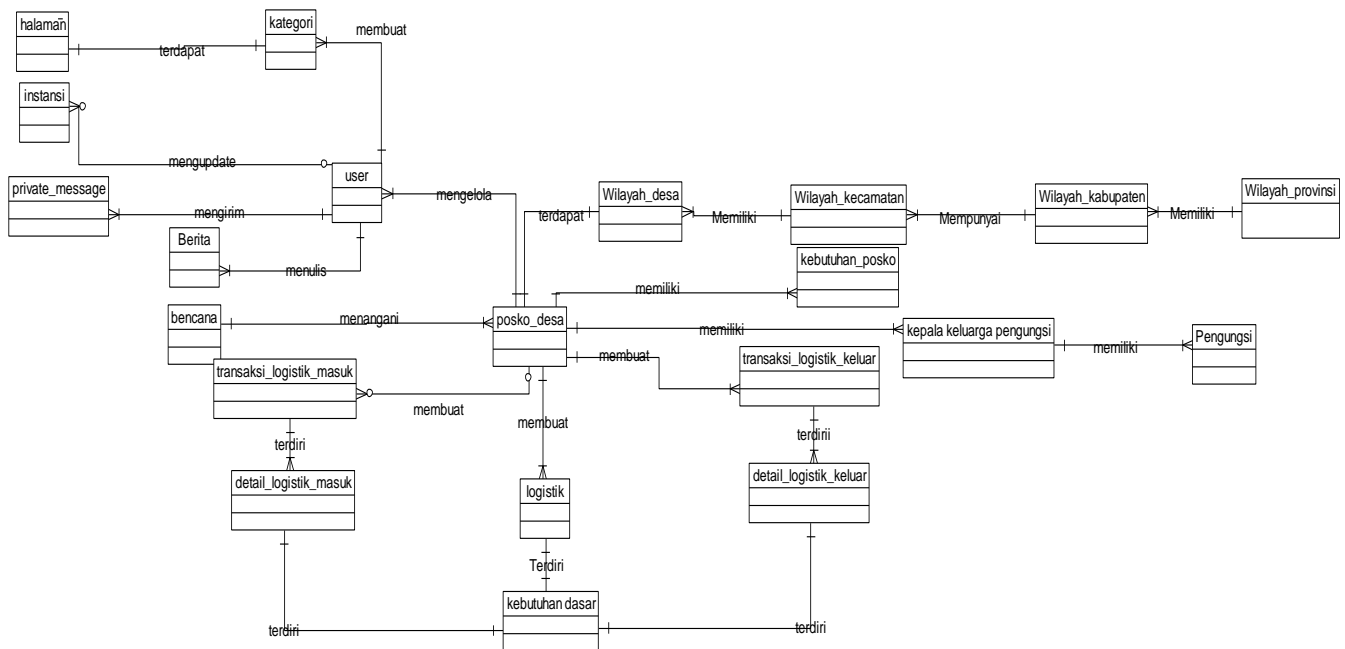 halaman
kategori
membuat
terdapat
instansi
mengupdate
user
private_message
mengirim
mengelola
Wilayah_desa
Wilayah_kecamatan
Wilayah_kabupaten
Wilayah_provinsi
terdapat
Memiliki
Mempunyai
Memiliki
Berita
menulis
kebutuhan_posko
memiliki
bencana
menangani
posko_desa
memiliki
kepala keluarga pengungsi
memiliki
Pengungsi
transaksi_logistik_masuk
membuat
transaksi_logistik_keluar
membuat
membuat
terdiri
terdirii
detail_logistik_masuk
logistik
detail_logistik_keluar
Terdiri
kebutuhan dasar
terdiri
terdiri